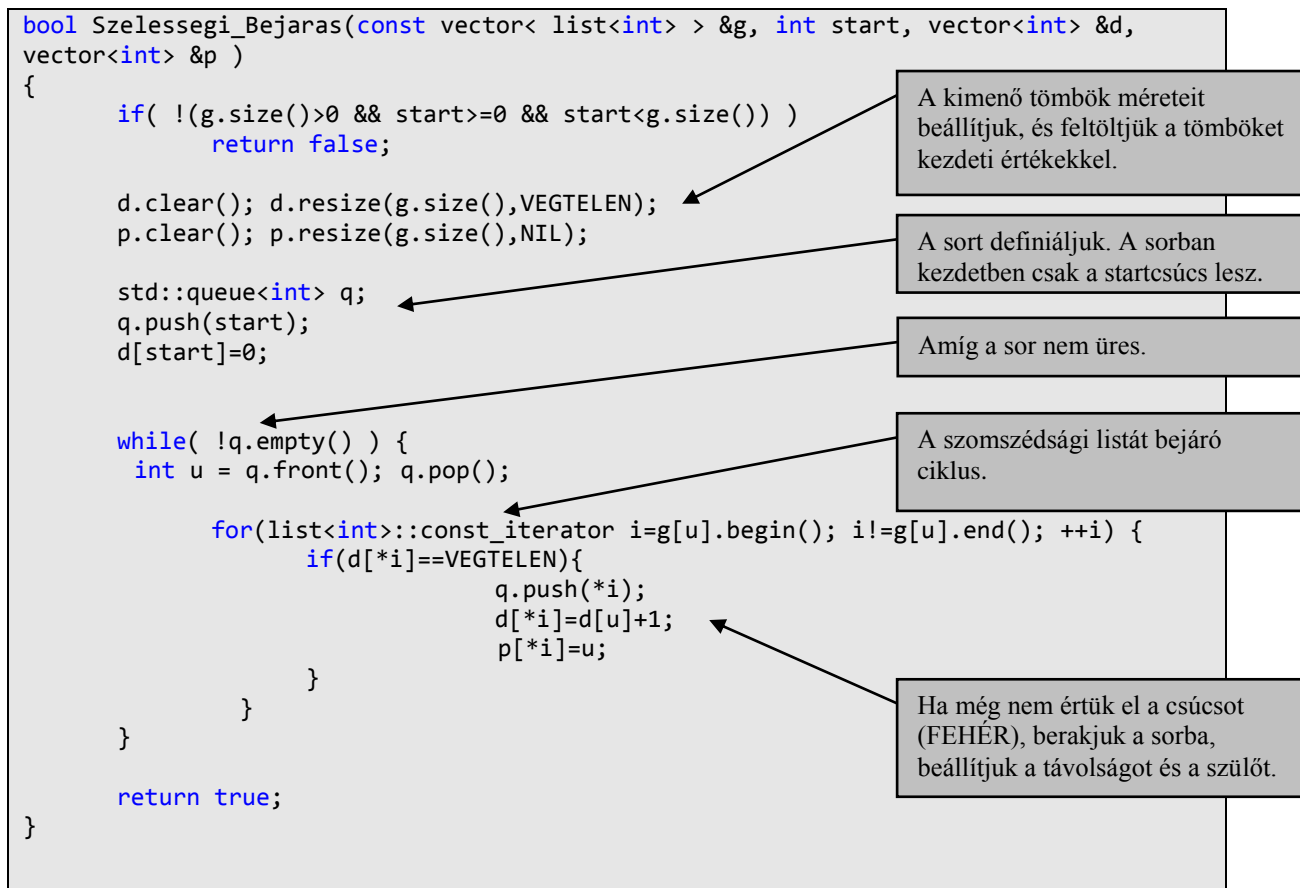 bool Szelessegi_Bejaras(const vector< list<int> > &g, int start, vector<int> &d,
vector<int> &p )
{
if( !(g.size()>0 && start>=0 && start<g.size()) )
return false;
d.clear(); d.resize(g.size(),VEGTELEN);
p.clear(); p.resize(g.size(),NIL);
std::queue<int> q;
q.push(start);
d[start]=0;
while( !q.empty() ) {
int u = q.front(); q.pop();
for(list<int>::const_iterator i=g[u].begin(); i!=g[u].end(); ++i) {
if(d[*i]==VEGTELEN){
q.push(*i);
d[*i]=d[u]+1;
p[*i]=u;
}
}
}
return true;
}
A kimenő tömbök méreteit
beállítjuk, és feltöltjük a tömböket
kezdeti értékekkel.
A sort definiáljuk. A sorban
kezdetben csak a startcsúcs lesz.
Amíg a sor nem üres.
A szomszédsági listát bejáró
ciklus.
Ha még nem értük el a csúcsot
(FEHÉR), berakjuk a sorba,
beállítjuk a távolságot és a szülőt.